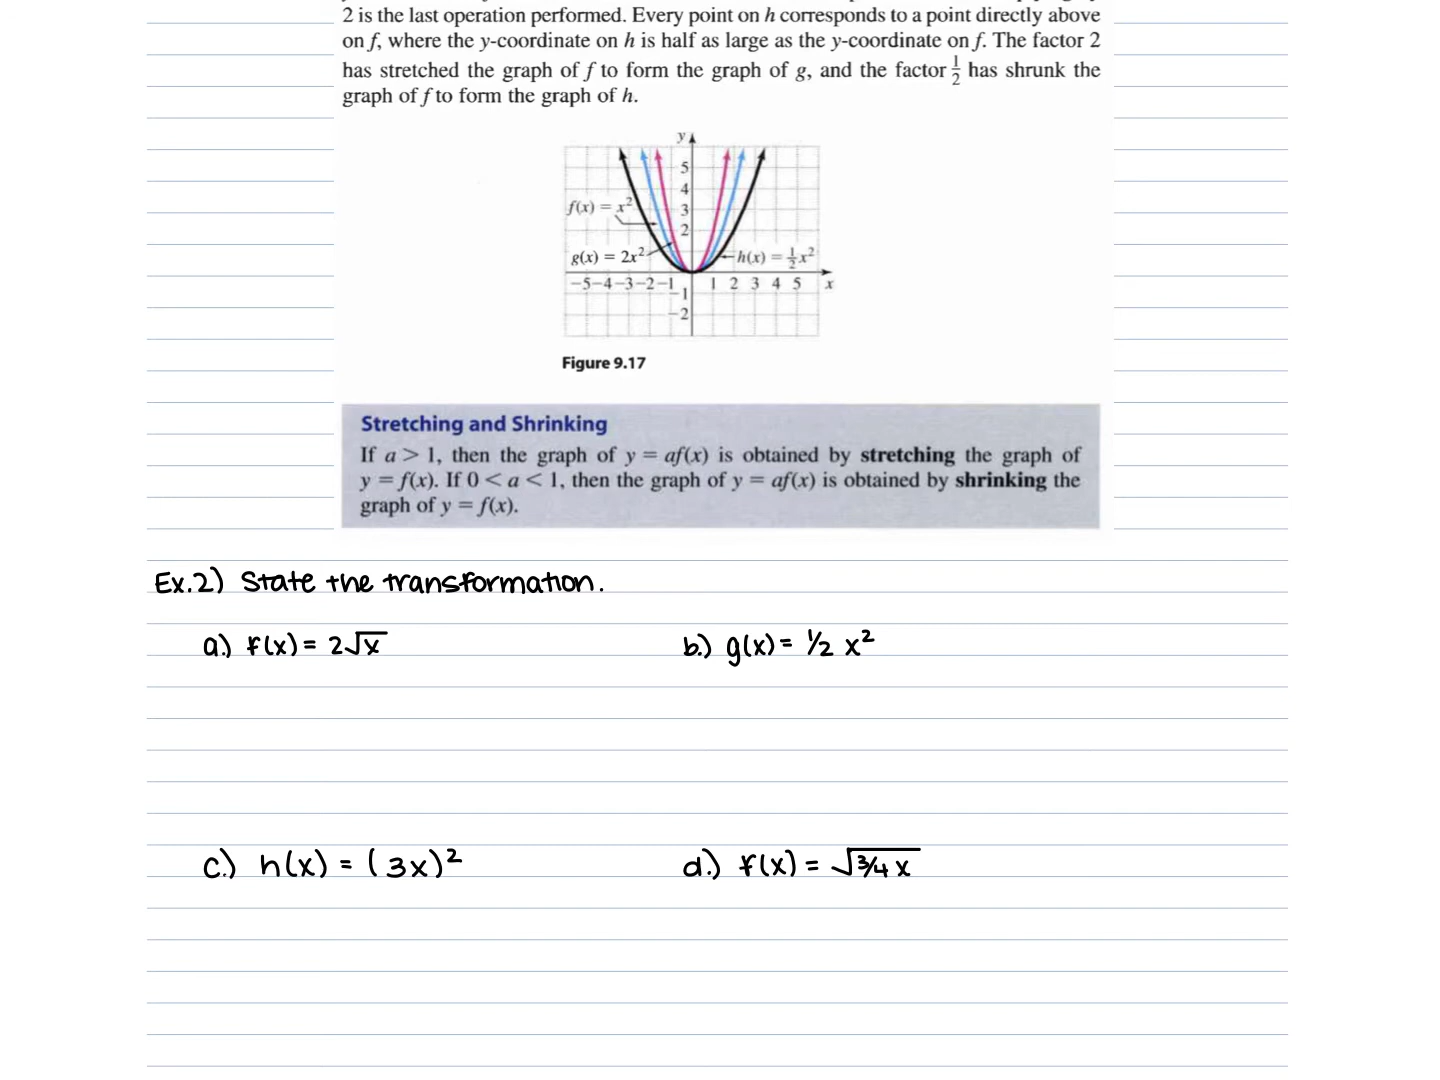 2 is the last operation performed. Every point on h corresponds to a point directly above
on f, where the y-coordinate on h is half as large as the y-coordinate on f. The factor 2
has stretched the graph of f to form the graph of g, and the factor 1/2 has shrunk the
graph of f to form the graph of h.
y
5
4
f(x) = x²
3
2
g(x) = 2x²
h(x) = 1/2 x²
−5 −4 −3 −2 −1 1 2 3 4 5 x
−1
−2
Figure 9.17
Stretching and Shrinking
If a > 1, then the graph of y = af(x) is obtained by stretching the graph of
y = f(x). If 0 < a < 1, then the graph of y = af(x) is obtained by shrinking the
graph of y = f(x).
Ex.2) State the transformation.
a.) f(x) = 2√x
b.) g(x) = 1/2 x²
c.) h(x) = (3x)²
d.) f(x) = √(3/4 x)